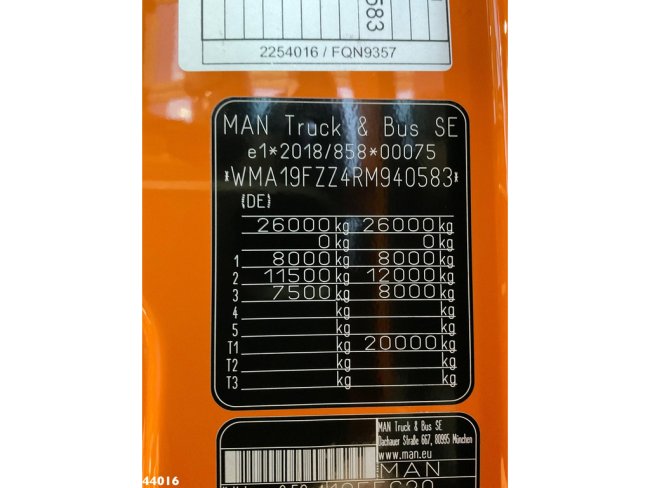 583
2254016 / FQN9357
MAN Truck & Bus SE
e1*2018/858*00075
*WMA19FZZ4RM940583*
(DE)
26000 kg 26000 kg
0 kg 0 kg
1 8000 kg 8000 kg
2 11500 kg 12000 kg
3 7500 kg 8000 kg
4 kg kg
5 kg kg
T1 kg 20000 kg
T2 kg kg
T3 kg kg
MAN Truck & Bus SE
Dachauer Straße 667, 80995 München
www.man.eu
MAN
44016